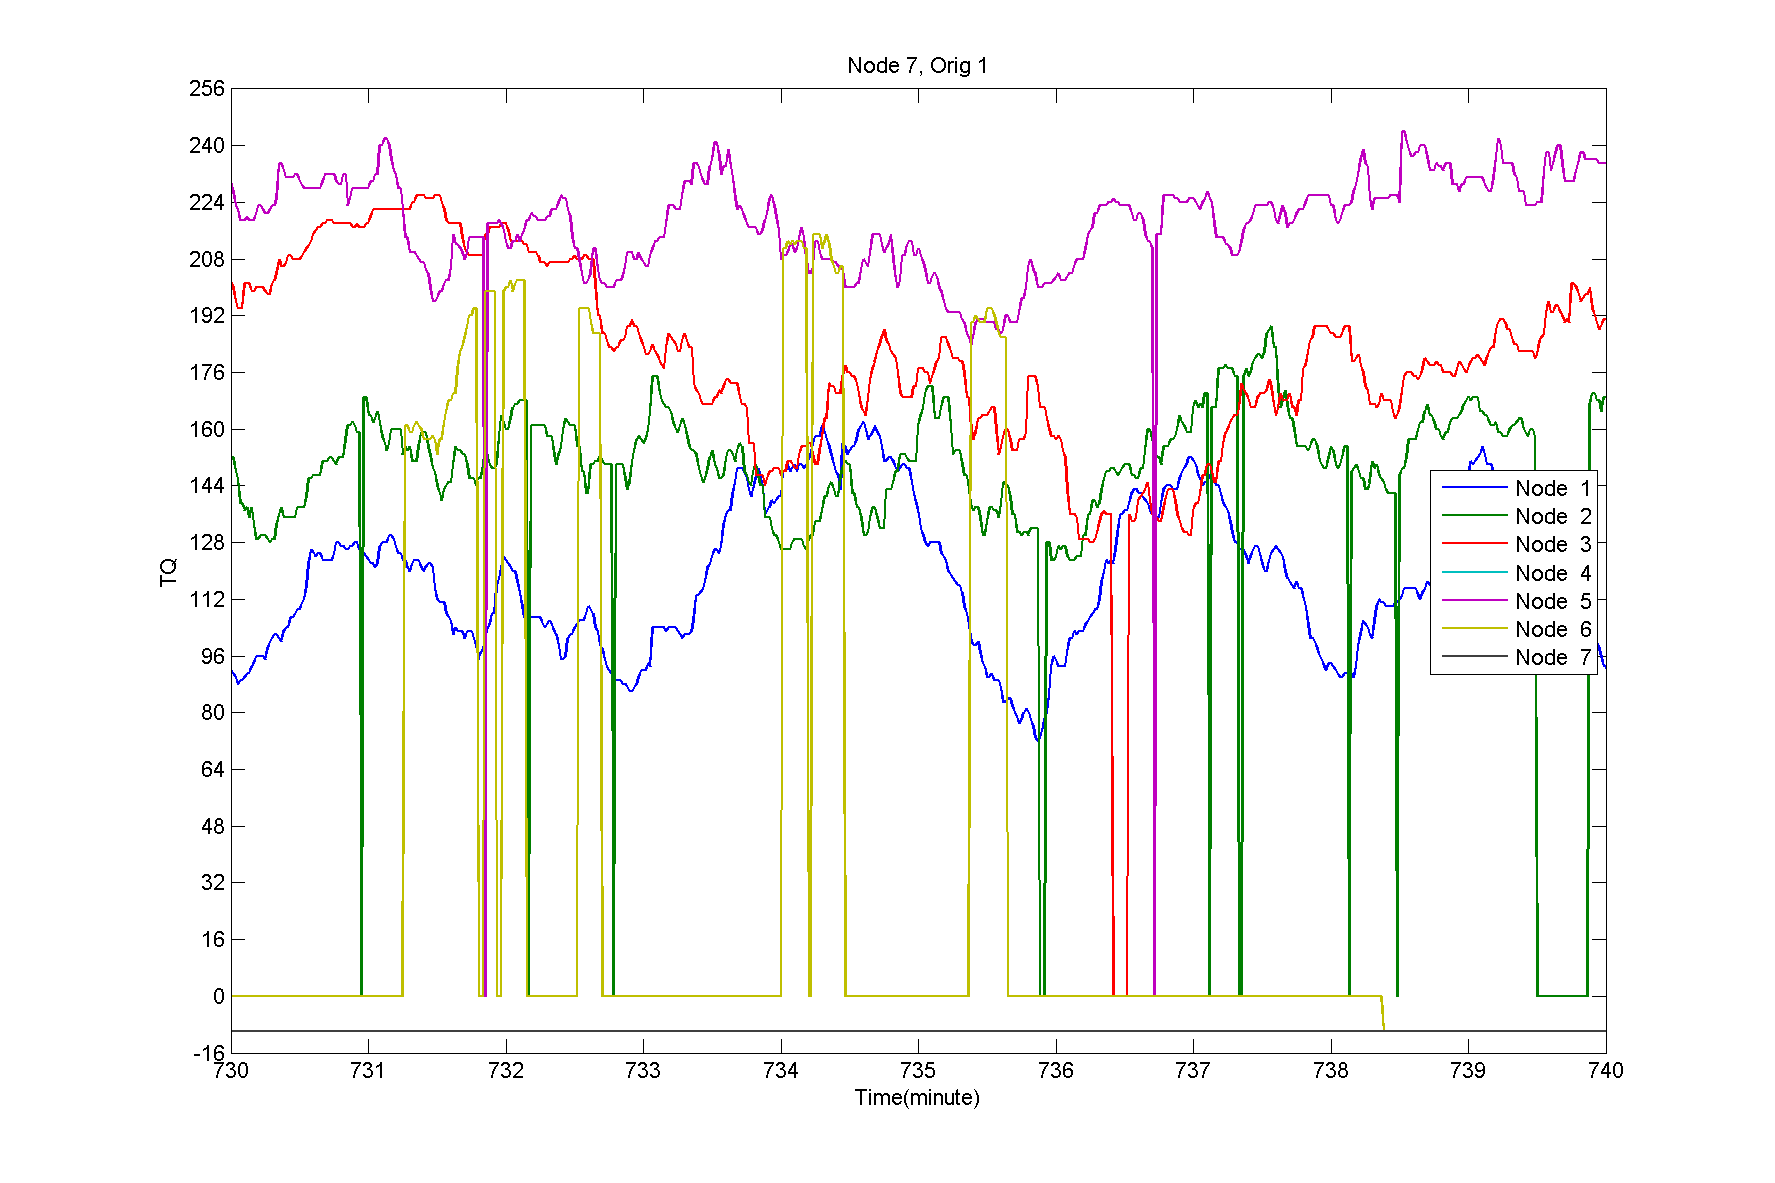 Node 7, Orig 1
256
240
224
208
192
176
160
144
128
112
96
80
64
48
32
16
0
-16
TQ
Node 1
Node 2
Node 3
Node 4
Node 5
Node 6
Node 7
730 731 732 733 734 735 736 737 738 739 740
Time(minute)